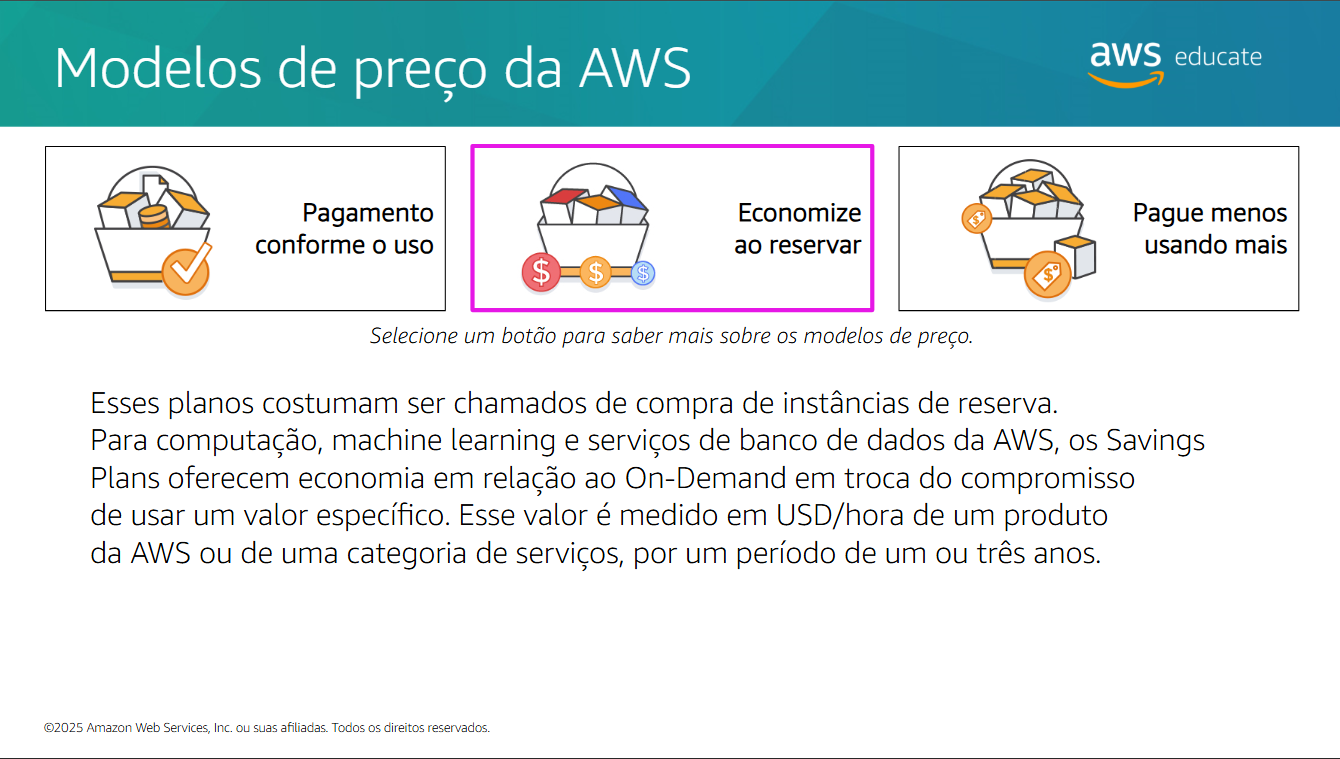 Modelos de preço da AWS
aws educate
Pagamento
conforme o uso
$ $ $
Economize
ao reservar
$ $
Pague menos
usando mais
Selecione um botão para saber mais sobre os modelos de preço.
Esses planos costumam ser chamados de compra de instâncias de reserva.
Para computação, machine learning e serviços de banco de dados da AWS, os Savings
Plans oferecem economia em relação ao On-Demand em troca do compromisso
de usar um valor específico. Esse valor é medido em USD/hora de um produto
da AWS ou de uma categoria de serviços, por um período de um ou três anos.
©2025 Amazon Web Services, Inc. ou suas afiliadas. Todos os direitos reservados.